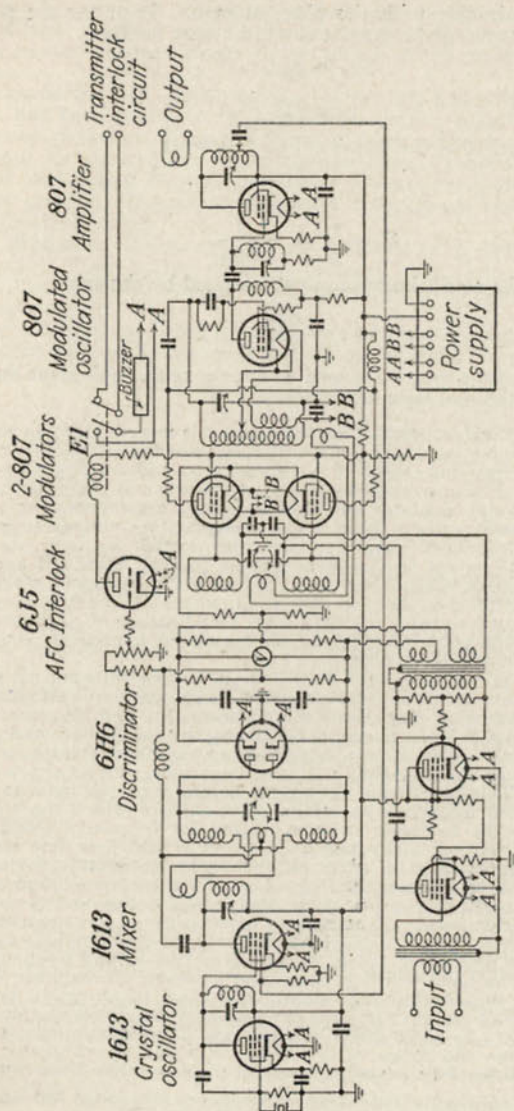 1613
Crystal
oscillator
1613
Mixer
6H6
Discriminator
6J5
AFC Interlock
2-807
Modulators
E1
807
Modulated
oscillator
807
Amplifier
Transmitter
interlock
circuit
Output
Buzzer
A
A
A
A
A
A
A
A
A
V
B
B
B
B
A
A
AABB
Power
supply
A
A
A
A
Input